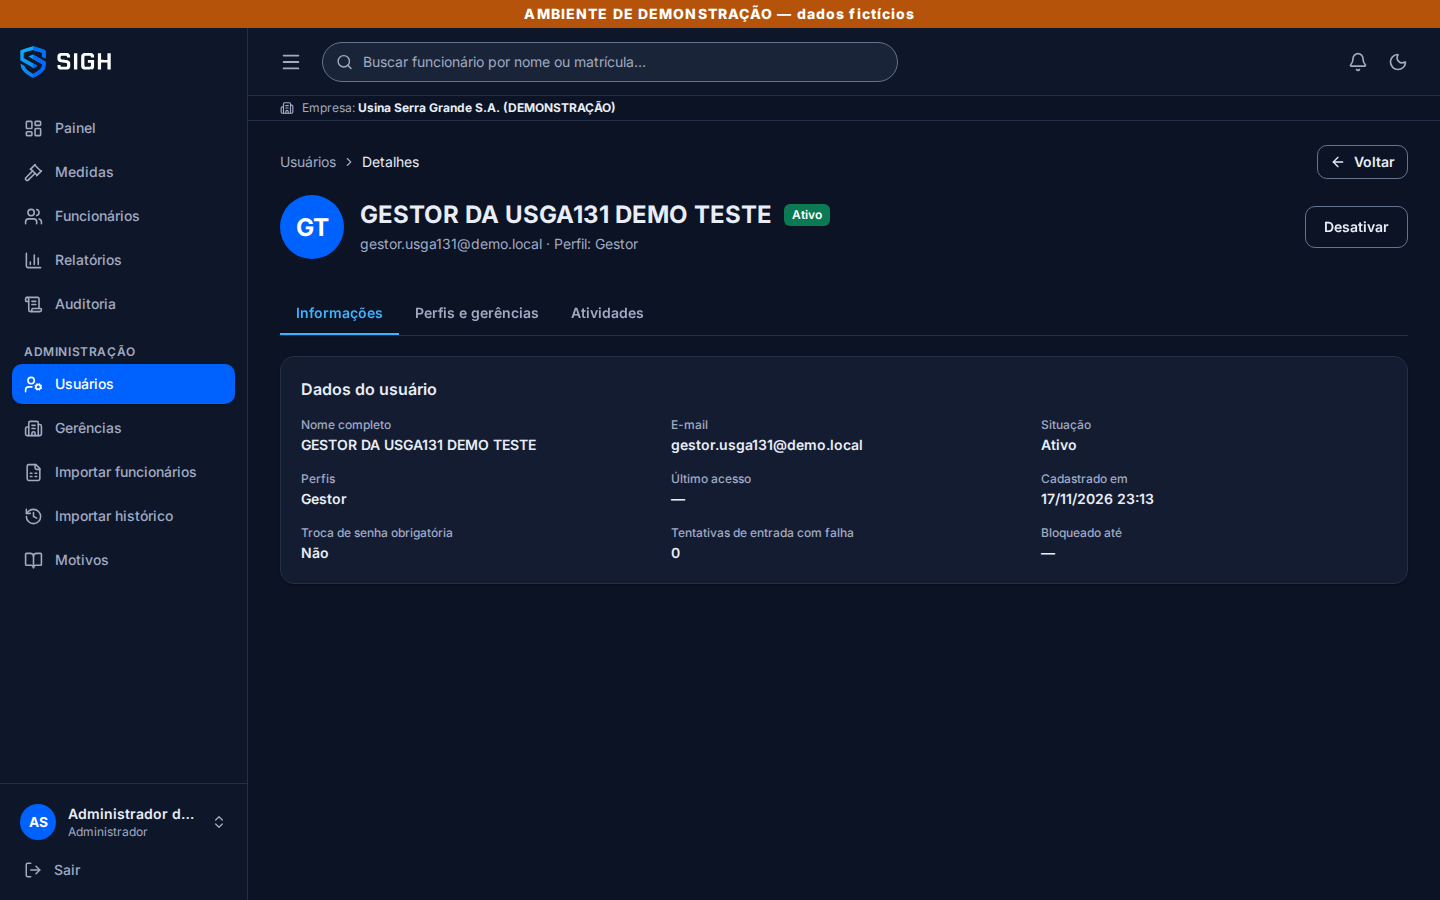 AMBIENTE DE DEMONSTRAÇÃO — dados fictícios
SIGH
Buscar funcionário por nome ou matrícula...
Empresa: Usina Serra Grande S.A. (DEMONSTRAÇÃO)
Painel
Medidas
Funcionários
Relatórios
Auditoria
ADMINISTRAÇÃO
Usuários
Gerências
Importar funcionários
Importar histórico
Motivos
AS
Administrador d...
Administrador
Sair
Usuários > Detalhes
Voltar
GT
GESTOR DA USGA131 DEMO TESTE Ativo
gestor.usga131@demo.local · Perfil: Gestor
Desativar
Informações Perfis e gerências Atividades
Dados do usuário
Nome completo E-mail Situação
GESTOR DA USGA131 DEMO TESTE gestor.usga131@demo.local Ativo
Perfis Último acesso Cadastrado em
Gestor — 17/11/2026 23:13
Troca de senha obrigatória Tentativas de entrada com falha Bloqueado até
Não 0 —